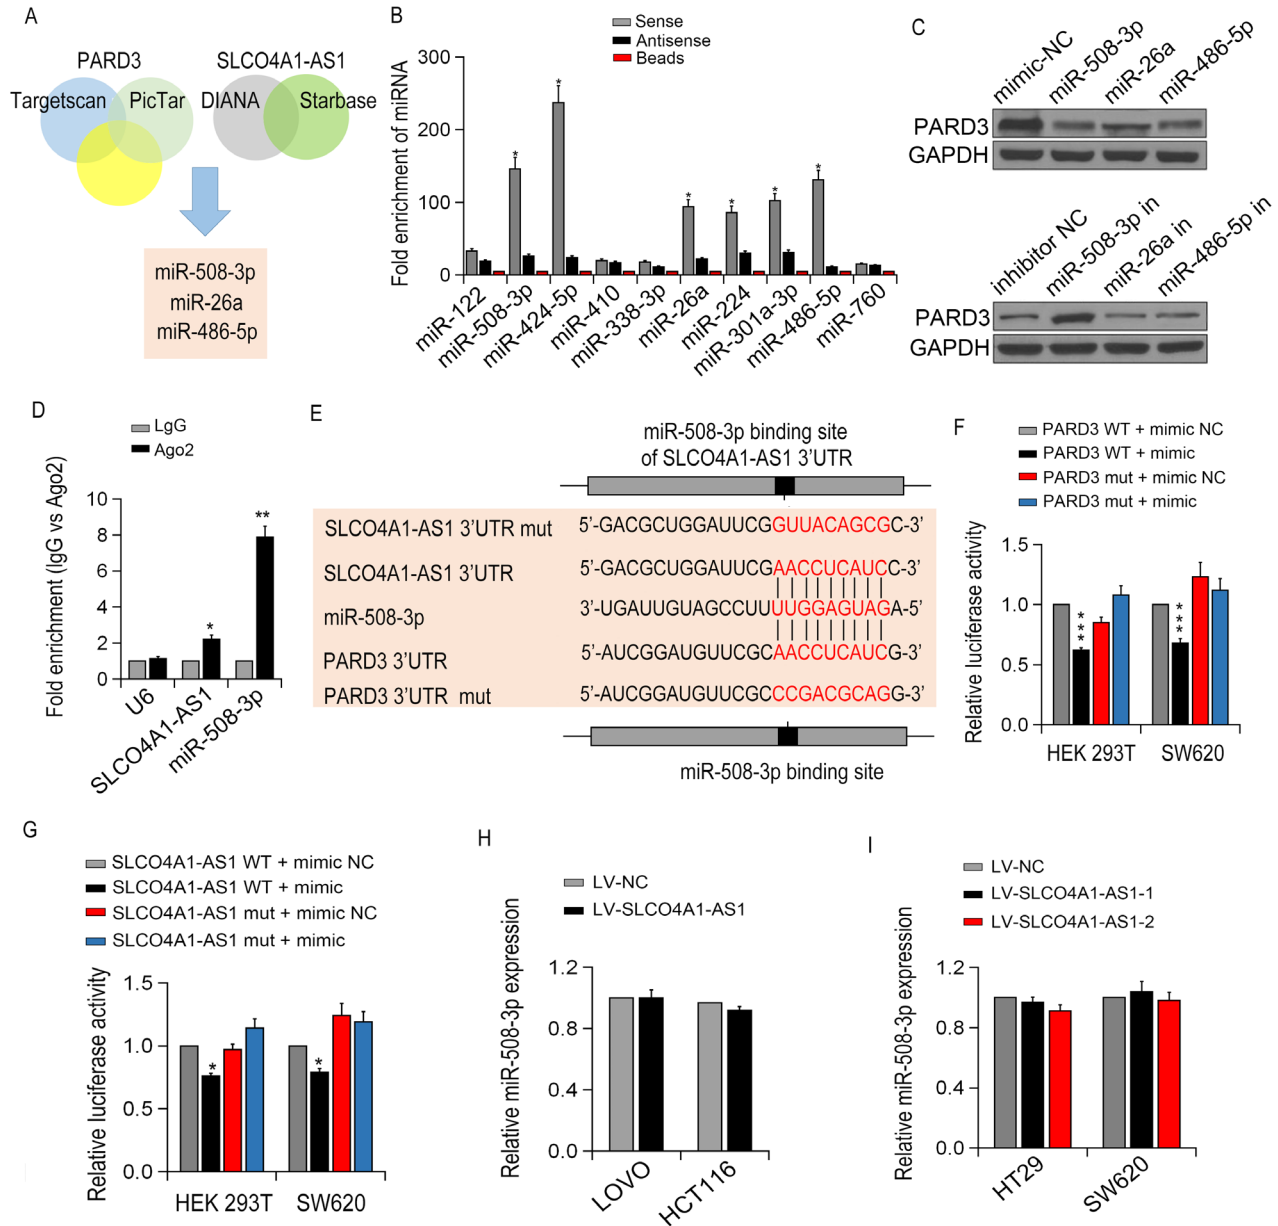 A
PARD3
SLCO4A1-AS1
Targetscan
PicTar
DIANA
Starbase
miR-508-3p
miR-26a
miR-486-5p
B
Sense
Antisense
Beads
Fold enrichment of miRNA
300
200
100
0
*
*
*
*
*
*
miR-122
miR-508-3p
miR-424-5p
miR-410
miR-338-3p
miR-26a
miR-224
miR-301a-3p
miR-486-5p
miR-760
C
mimic-NC
miR-508-3p
miR-26a
miR-486-5p
PARD3
GAPDH
inhibitor NC
miR-508-3p in
miR-26a in
miR-486-5p in
PARD3
GAPDH
D
LgG
Ago2
Fold enrichment (IgG vs Ago2)
10
8
6
4
2
0
*
**
U6
SLCO4A1-AS1
miR-508-3p
E
miR-508-3p binding site
of SLCO4A1-AS1 3’UTR
SLCO4A1-AS1 3’UTR mut 5’-GACGCUGGAUUCGGUUACAGCGC-3’
SLCO4A1-AS1 3’UTR 5’-GACGCUGGAUUCGAACCUCAUCC-3’
miR-508-3p 3’-UGAUUGUAGCCUUUUGGAGUAGA-5’
PARD3 3’UTR 5’-AUCGGAUGUUCGCAACCUCAUCG-3’
PARD3 3’UTR mut 5’-AUCGGAUGUUCGCCCGACGCAGG-3’
miR-508-3p binding site
F
PARD3 WT + mimic NC
PARD3 WT + mimic
PARD3 mut + mimic NC
PARD3 mut + mimic
Relative luciferase activity
1.5
1.0
0.5
0.0
***
***
HEK 293T
SW620
G
SLCO4A1-AS1 WT + mimic NC
SLCO4A1-AS1 WT + mimic
SLCO4A1-AS1 mut + mimic NC
SLCO4A1-AS1 mut + mimic
Relative luciferase activity
1.5
1.0
0.5
0.0
*
*
HEK 293T
SW620
H
LV-NC
LV-SLCO4A1-AS1
Relative miR-508-3p expression
1.2
0.8
0.4
0.0
LOVO
HCT116
I
LV-NC
LV-SLCO4A1-AS1-1
LV-SLCO4A1-AS1-2
Relative miR-508-3p expression
1.2
0.8
0.4
0.0
HT29
SW620